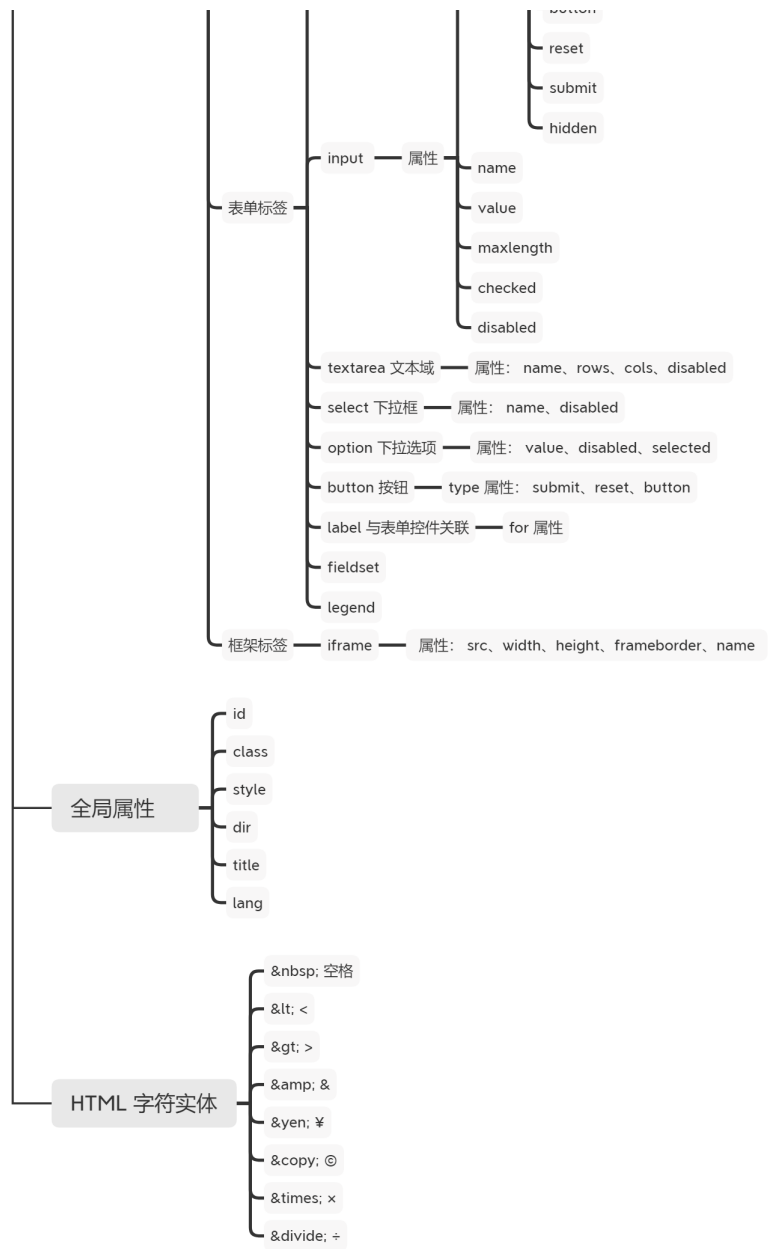 button
reset
submit
hidden
input
属性
name
value
maxlength
checked
disabled
表单标签
textarea 文本域
属性： name、rows、cols、disabled
select 下拉框
属性： name、disabled
option 下拉选项
属性： value、disabled、selected
button 按钮
type 属性： submit、reset、button
label 与表单控件关联
for 属性
fieldset
legend
框架标签
iframe
属性： src、width、height、frameborder、name
全局属性
id
class
style
dir
title
lang
HTML 字符实体
&nbsp; 空格
&lt; <
&gt; >
&amp; &
&yen; ¥
&copy; ©
&times; ×
&divide; ÷